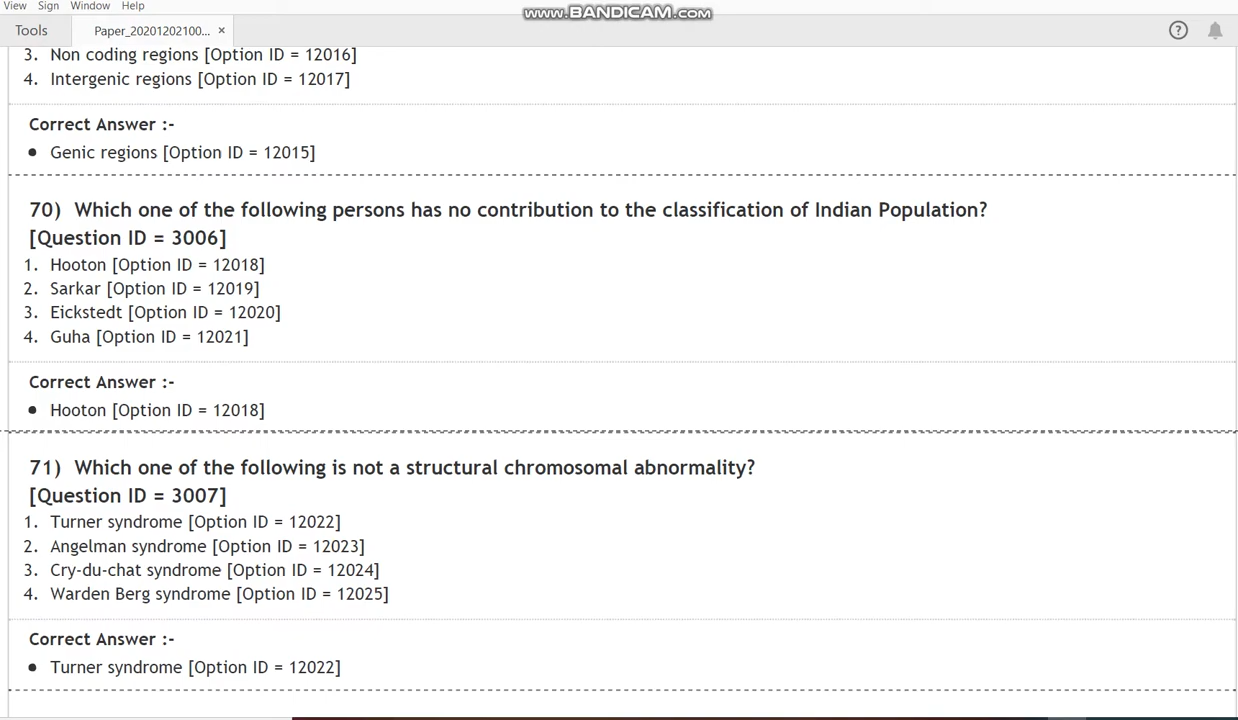 www.BANDICAM.com
View Sign Window Help
Tools Paper_20201202100... ×
3. Non coding regions [Option ID = 12016]
4. Intergenic regions [Option ID = 12017]
Correct Answer :-
● Genic regions [Option ID = 12015]
70) Which one of the following persons has no contribution to the classification of Indian Population?
[Question ID = 3006]
1. Hooton [Option ID = 12018]
2. Sarkar [Option ID = 12019]
3. Eickstedt [Option ID = 12020]
4. Guha [Option ID = 12021]
Correct Answer :-
● Hooton [Option ID = 12018]
71) Which one of the following is not a structural chromosomal abnormality?
[Question ID = 3007]
1. Turner syndrome [Option ID = 12022]
2. Angelman syndrome [Option ID = 12023]
3. Cry-du-chat syndrome [Option ID = 12024]
4. Warden Berg syndrome [Option ID = 12025]
Correct Answer :-
● Turner syndrome [Option ID = 12022]